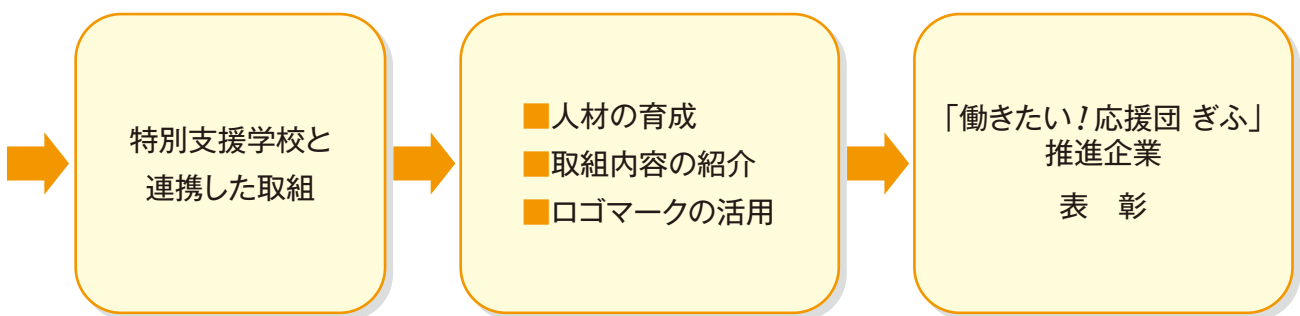 特別支援学校と
連携した取組
■人材の育成
■取組内容の紹介
■ロゴマークの活用
「働きたい!応援団 ぎふ」
推進企業
表　彰